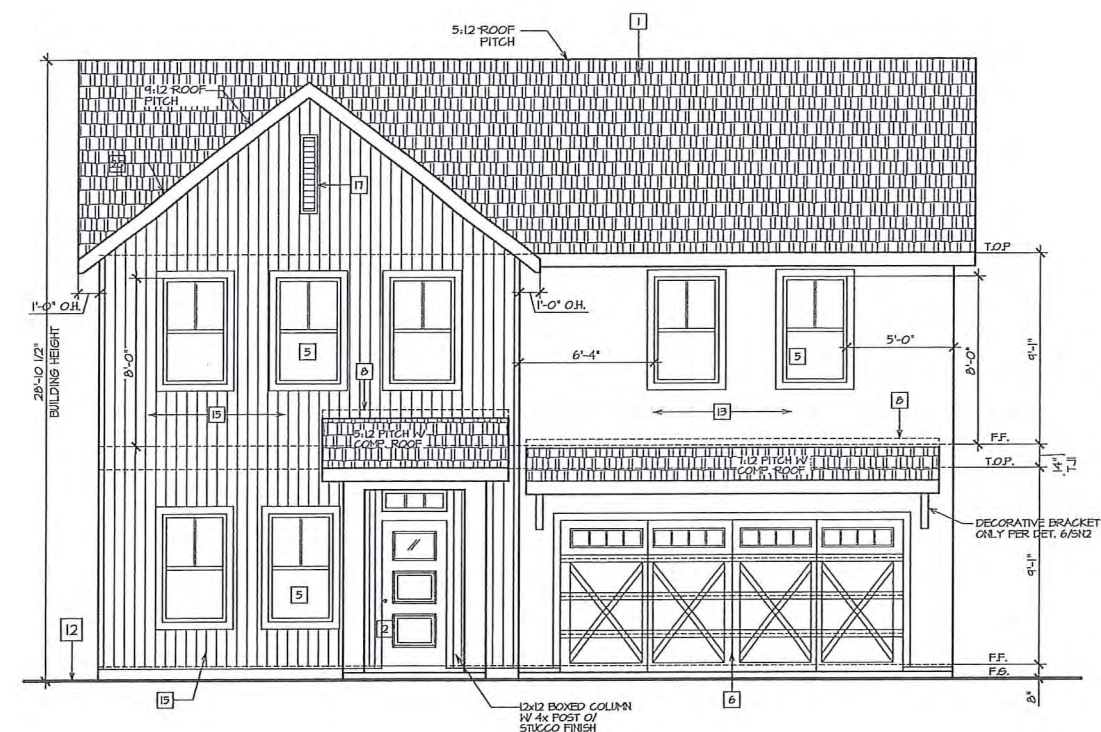 5:12 ROOF
PITCH
1
9:12 ROOF
PITCH
17
T.O.P
1'-0" O.H.
1'-0" O.H.
28'-10 1/2"
BUILDING HEIGHT
8'-0"
5
6'-4"
5
5'-0"
8'-0"
9'-1"
8
15
13
8
5:12 PITCH W/
COMP. ROOF
F.F.
1:12 PITCH W/
COMP. ROOF
T.O.P.
14"
TJI
DECORATIVE BRACKET
ONLY PER DET. 6/SN2
5
9'-1"
2
12
F.F.
F.G.
15
6
8"
12x12 BOXED COLUMN
W/ 4x POST O/
STUCCO FINISH